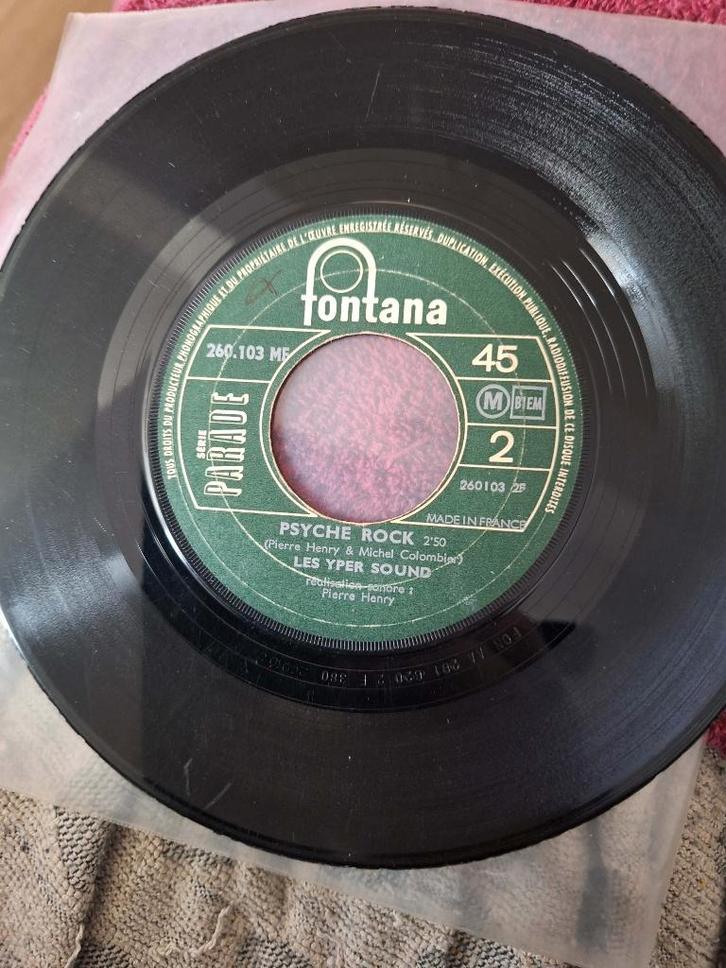 TOUS DROITS DU PRODUCTEUR PHONOGRAPHIQUE ET DU PROPRIÉTAIRE DE L'ŒUVRE ENREGISTRÉE RÉSERVÉS. DUPLICATION, EXÉCUTION PUBLIQUE, RADIODIFFUSION DE CE DISQUE INTERDITES
fontana
260.103 MF
45
M BIEM
SÉRIE
PARADE
2
260103 2F
MADE IN FRANCE
PSYCHE ROCK 2'50
(Pierre Henry & Michel Colombier)
LES YPER SOUND
réalisation sonore :
Pierre Henry